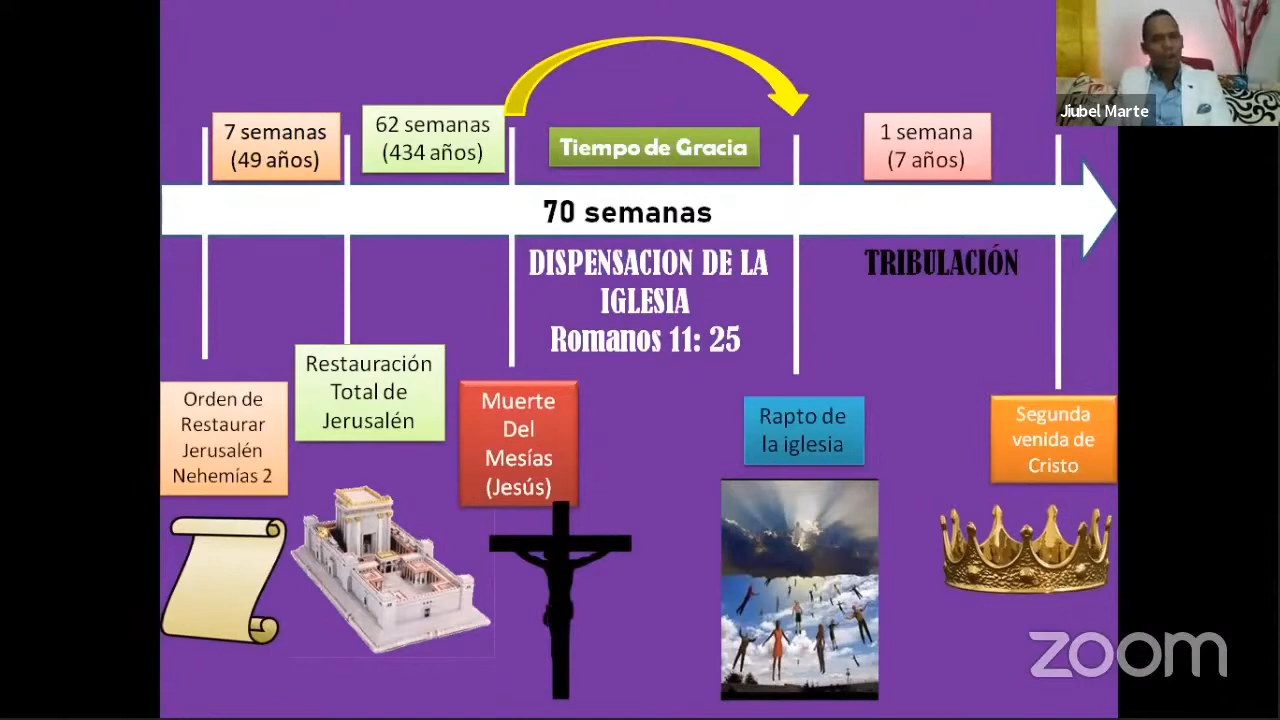 Jiubel Marte
7 semanas
(49 años)
62 semanas
(434 años)
Tiempo de Gracia
1 semana
(7 años)
70 semanas
DISPENSACION DE LA
IGLESIA
Romanos 11: 25
TRIBULACIÓN
Orden de
Restaurar
Jerusalén
Nehemías 2
Restauración
Total de
Jerusalén
Muerte
Del
Mesías
(Jesús)
Rapto de
la iglesia
Segunda
venida de
Cristo
zoom